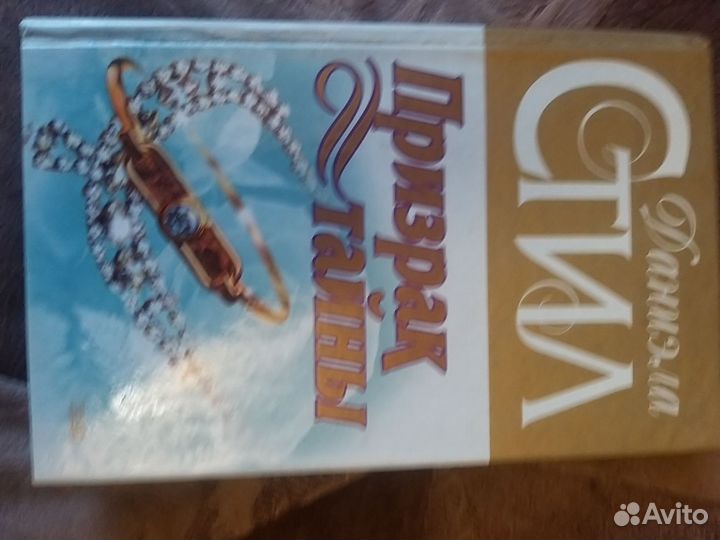 Даниэла
СТИЛ
Призрак
тайны
Avito